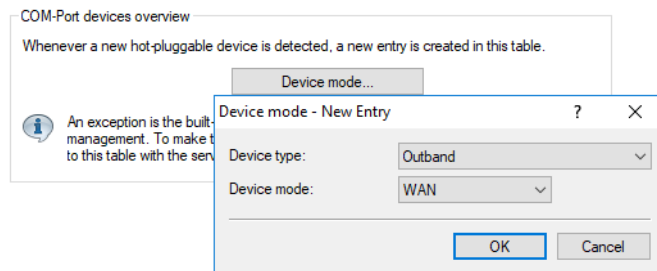 COM-Port devices overview
Whenever a new hot-pluggable device is detected, a new entry is created in this table.
Device mode...
An exception is the built-
management. To make t
to this table with the serv
Device mode - New Entry ? ×
Device type: Outband
Device mode: WAN
OK Cancel